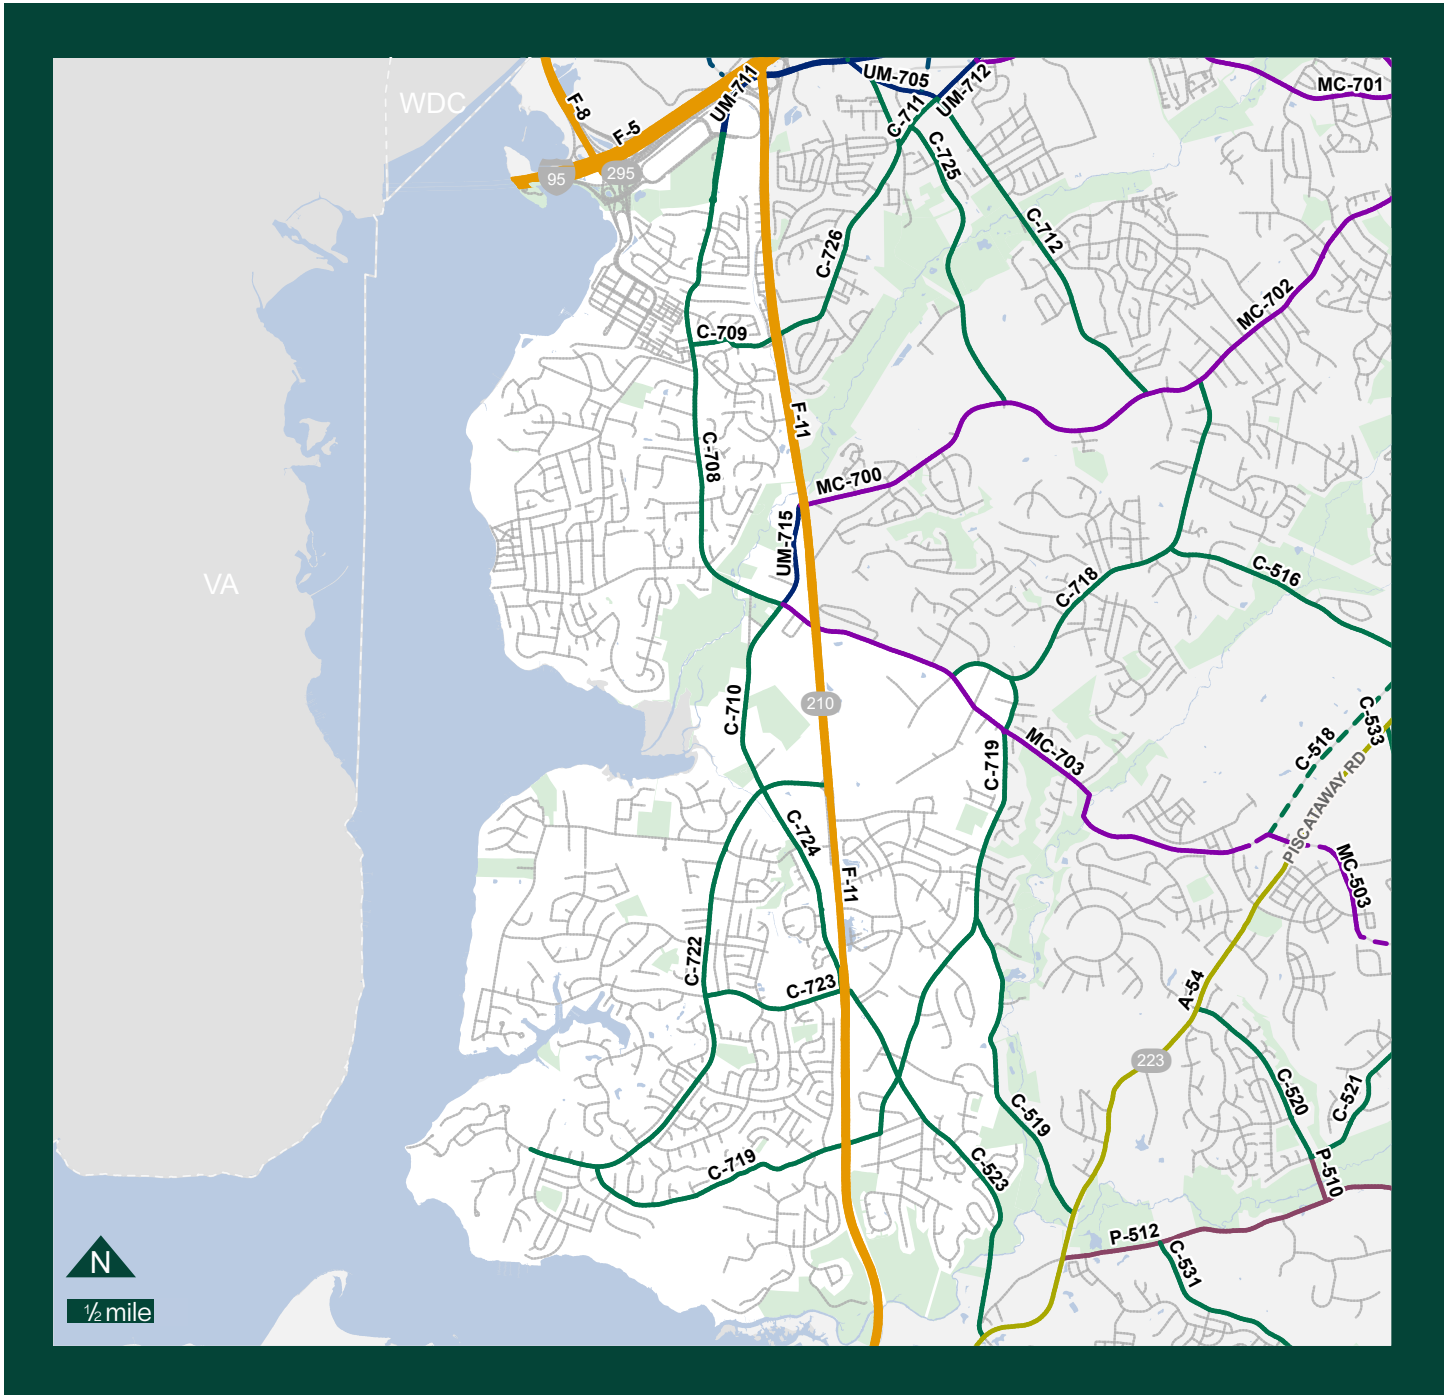 WDC
F-8
F-5
UM-711
UM-705
UM-712
MC-701
C-711
C-725
95
295
C-726
C-712
MC-702
C-709
F-11
C-708
MC-700
UM-715
C-516
C-718
VA
C-710
210
C-719
MC-703
C-518
C-533
PISCATAWAY RD
C-724
F-11
MC-503
C-722
C-723
A-54
223
C-520
C-521
C-519
C-719
C-523
P-510
P-512
C-531
N
½ mile